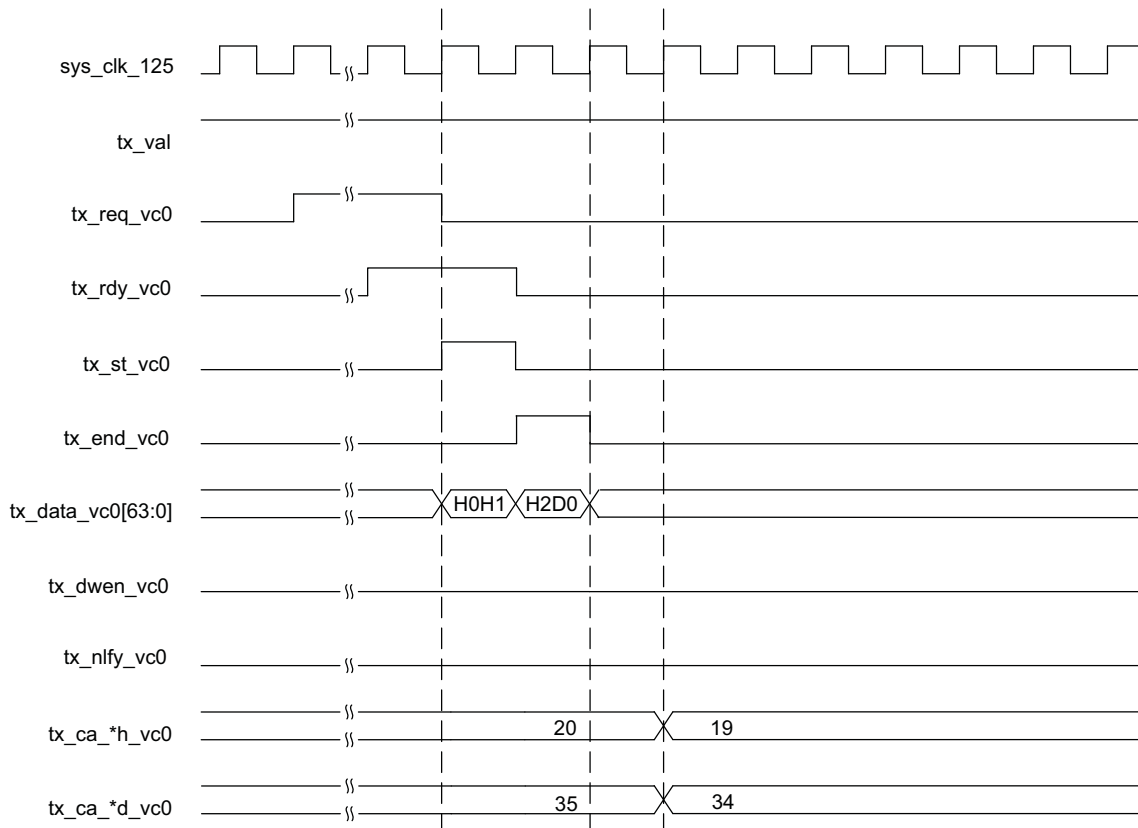 sys_clk_125
tx_val
tx_req_vc0
tx_rdy_vc0
tx_st_vc0
tx_end_vc0
tx_data_vc0[63:0] H0H1 H2D0
tx_dwen_vc0
tx_nlfy_vc0
tx_ca_*h_vc0 20 19
tx_ca_*d_vc0 35 34